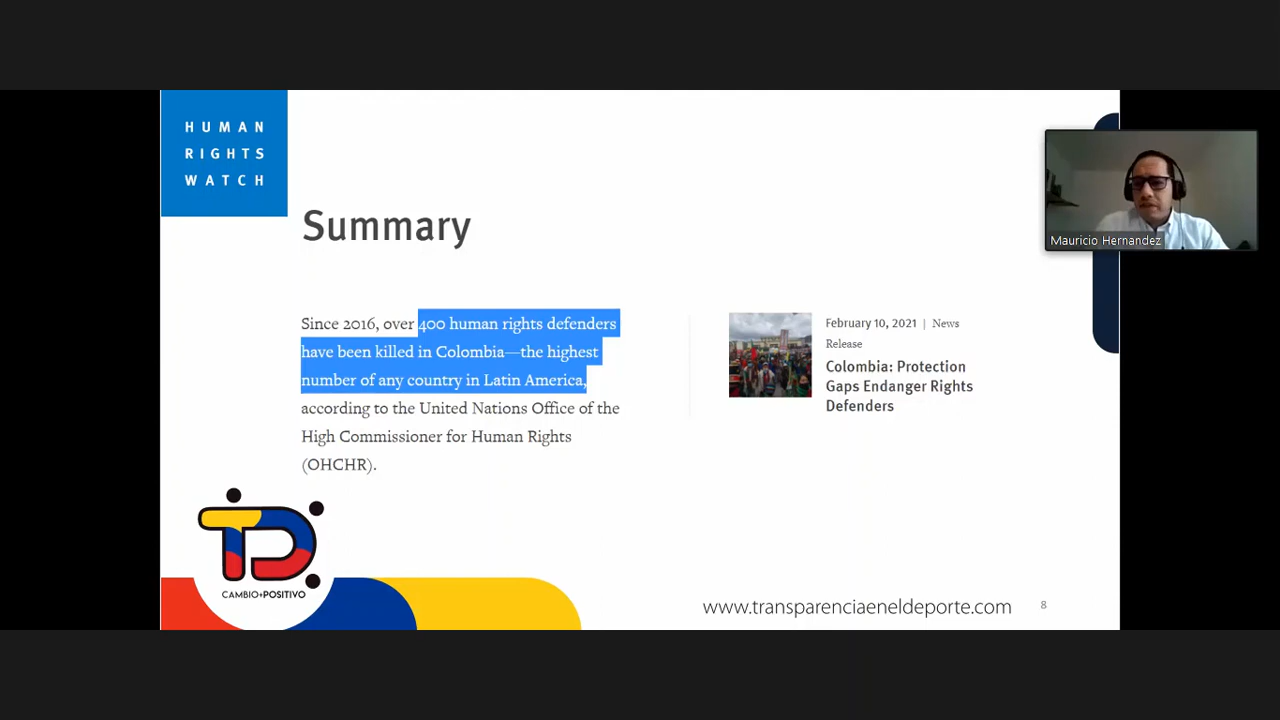 HUMAN
RIGHTS
WATCH
Summary
Since 2016, over 400 human rights defenders
have been killed in Colombia—the highest
number of any country in Latin America,
according to the United Nations Office of the
High Commissioner for Human Rights
(OHCHR).
February 10, 2021 | News
Release
Colombia: Protection
Gaps Endanger Rights
Defenders
Mauricio Hernandez
TD
CAMBIO+POSITIVO
www.transparenciaeneldeporte.com
8